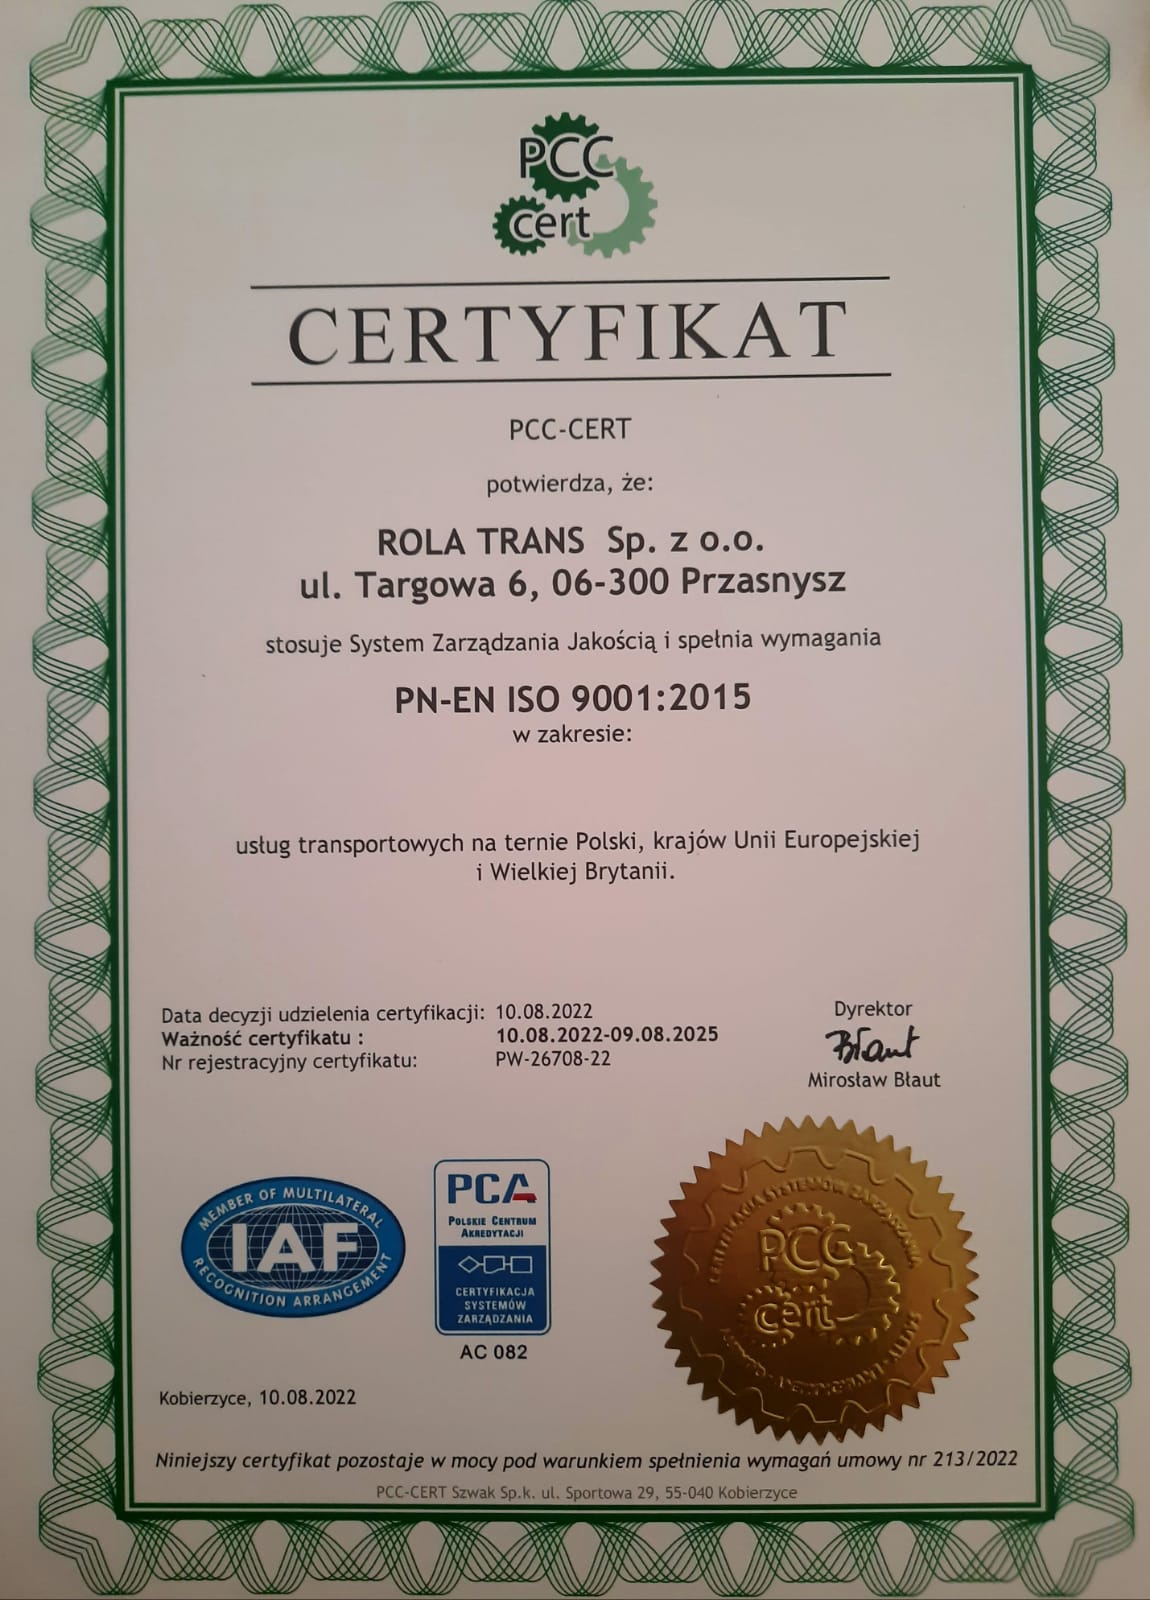 PCC
cert
CERTYFIKAT
PCC-CERT
potwierdza, że:
ROLA TRANS Sp. z o.o.
ul. Targowa 6, 06-300 Przasnysz
stosuje System Zarządzania Jakością i spełnia wymagania
PN-EN ISO 9001:2015
w zakresie:
usług transportowych na ternie Polski, krajów Unii Europejskiej
i Wielkiej Brytanii.
Data decyzji udzielenia certyfikacji: 10.08.2022
Ważność certyfikatu : 10.08.2022-09.08.2025
Nr rejestracyjny certyfikatu: PW-26708-22
Dyrektor
Błaut
Mirosław Błaut
MEMBER OF MULTILATERAL
IAF
RECOGNITION ARRANGEMENT
PCA
POLSKIE CENTRUM
AKREDYTACJI
CERTYFIKACJA
SYSTEMÓW
ZARZĄDZANIA
AC 082
CERTYFIKACJA SYSTEMÓW ZARZĄDZANIA
PCC
cert
Kobierzyce, 10.08.2022
Niniejszy certyfikat pozostaje w mocy pod warunkiem spełnienia wymagań umowy nr 213/2022
PCC-CERT Szwak Sp.k. ul. Sportowa 29, 55-040 Kobierzyce